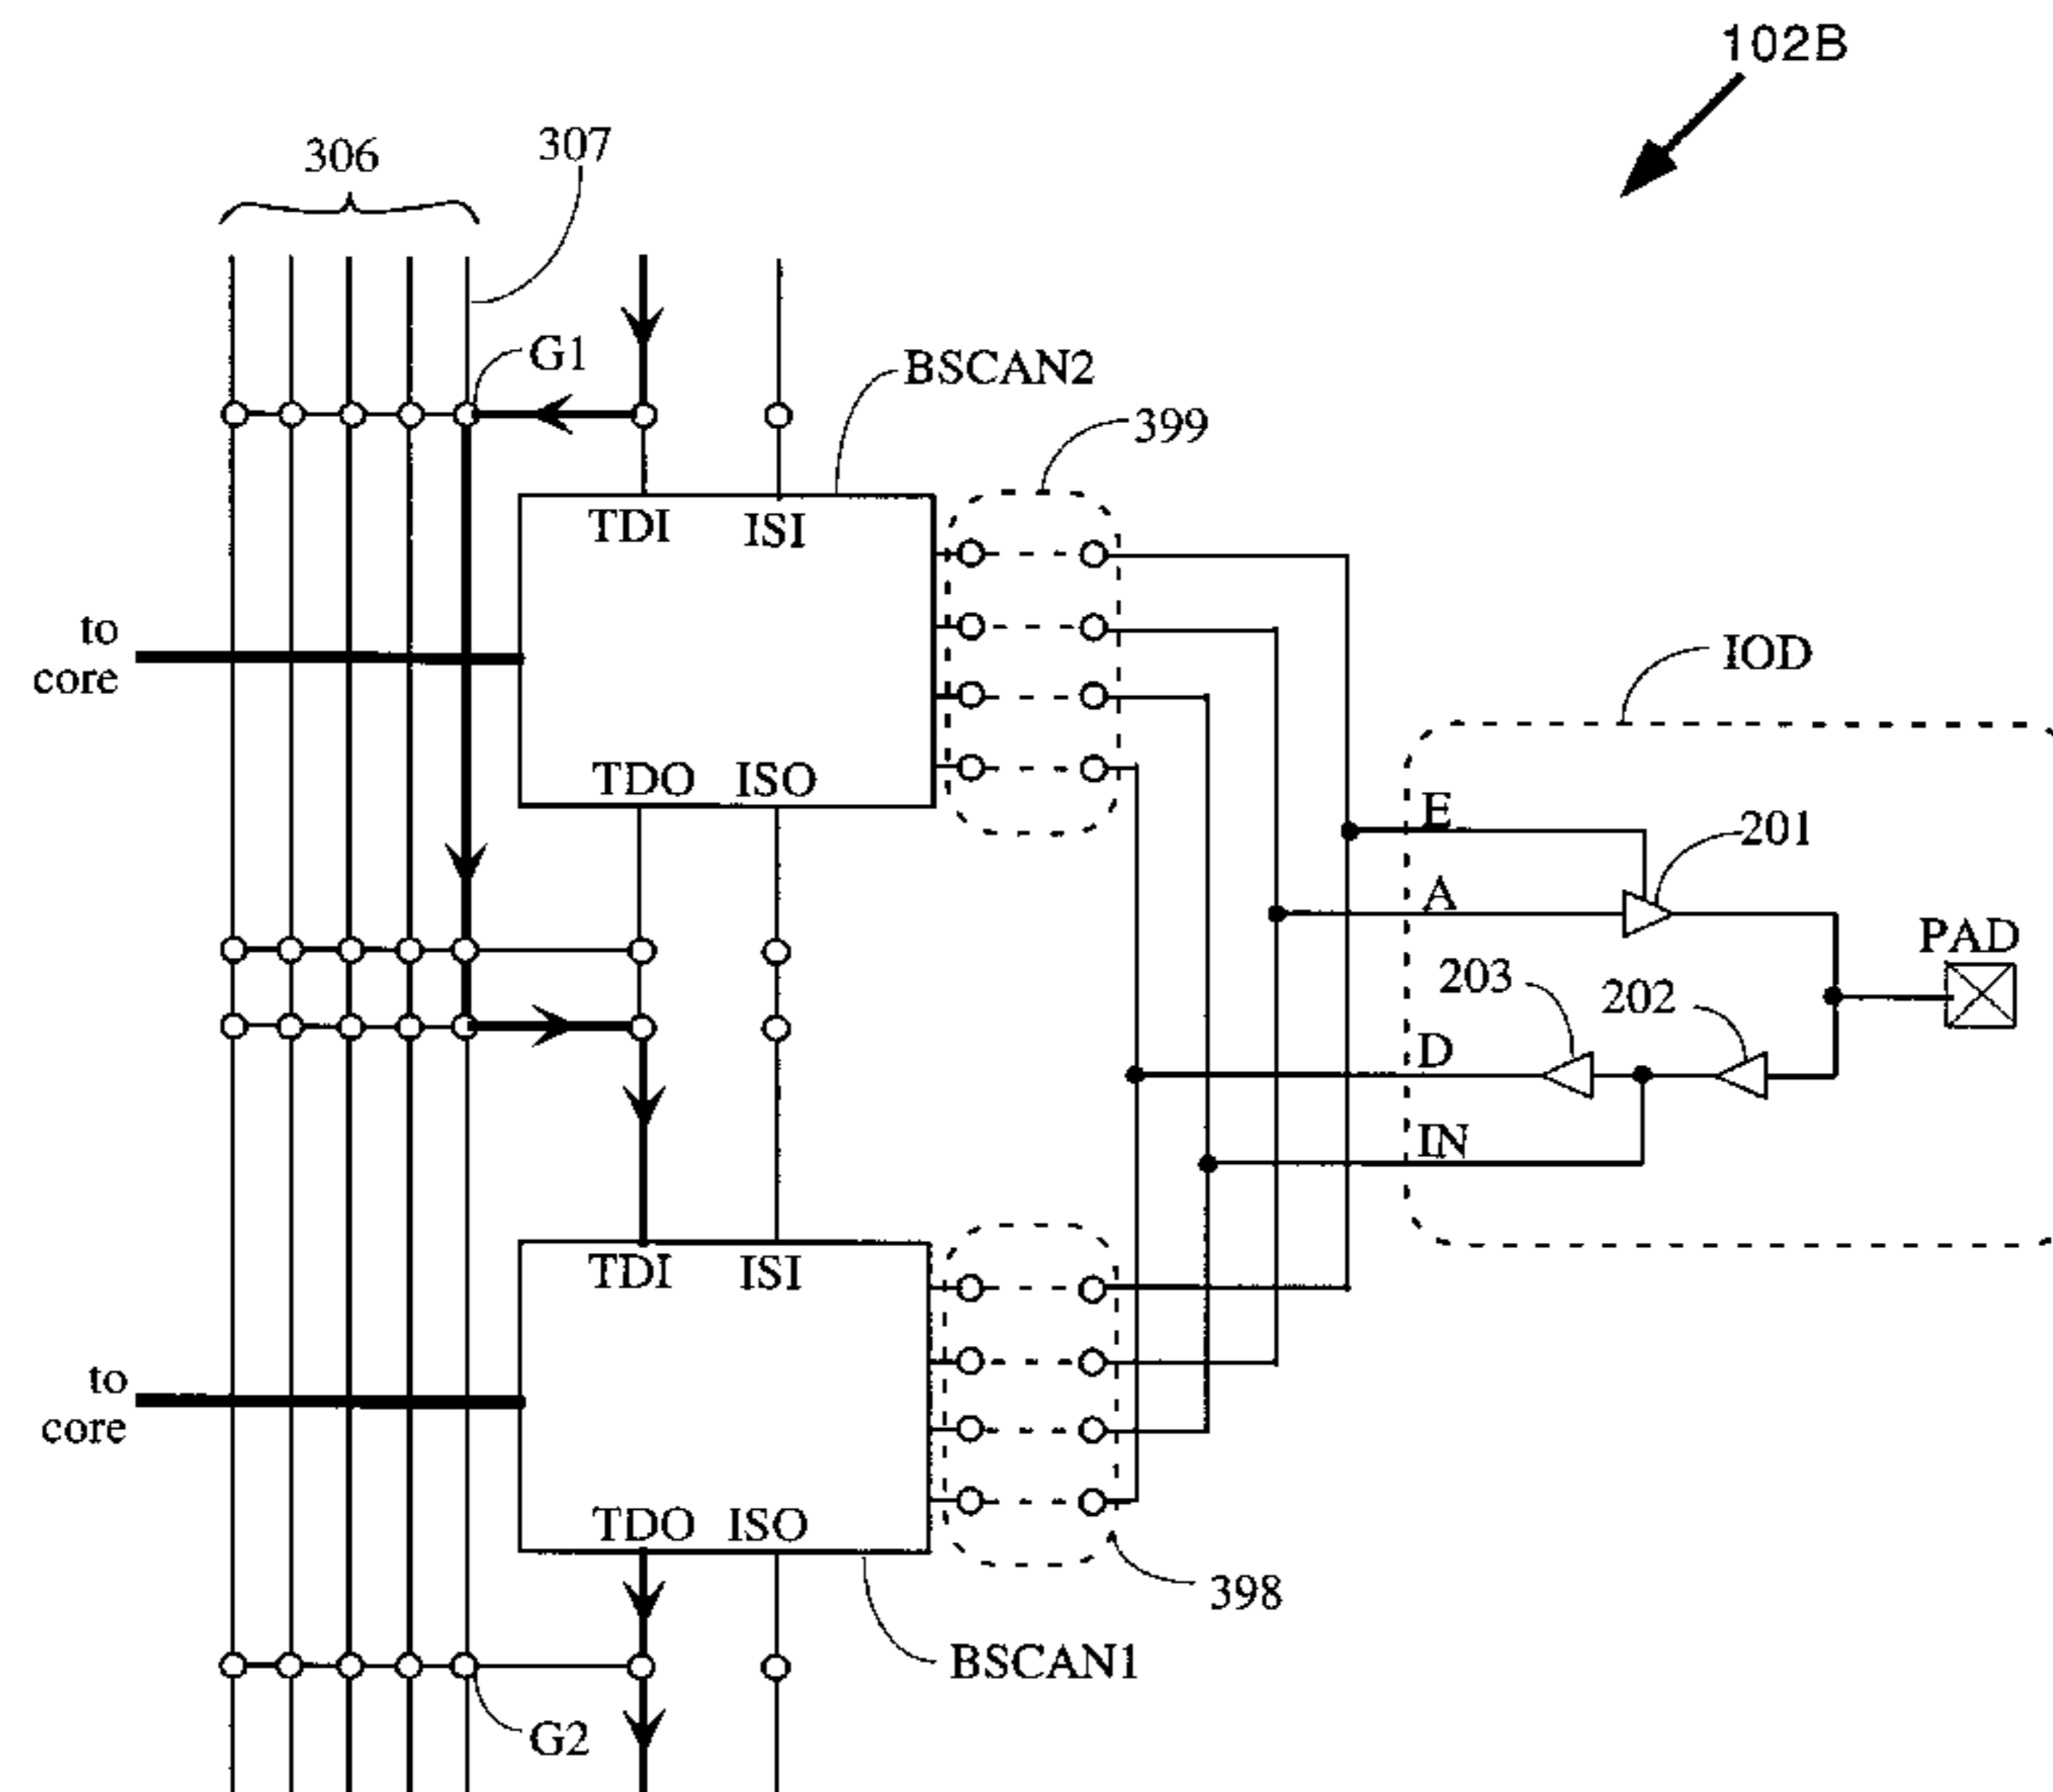 102B
306
307
G1
BSCAN2
399
TDI ISI
to
core
IOD
TDO ISO
E
201
A
PAD
203
202
D
IN
TDI ISI
to
core
TDO ISO
398
BSCAN1
G2